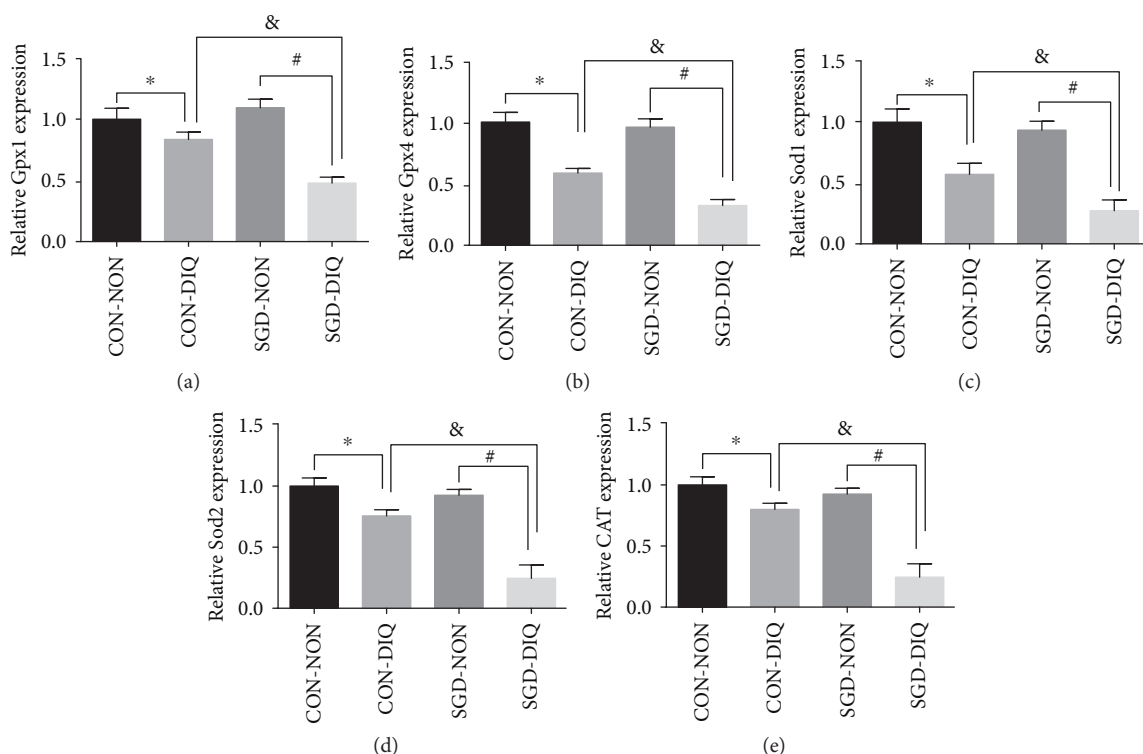 Relative Gpx1 expression
1.5
1.0
0.5
0.0
*
#
&
CON-NON
CON-DIQ
SGD-NON
SGD-DIQ
(a)
Relative Gpx4 expression
1.5
1.0
0.5
0.0
*
#
&
CON-NON
CON-DIQ
SGD-NON
SGD-DIQ
(b)
Relative Sod1 expression
1.5
1.0
0.5
0.0
*
#
&
CON-NON
CON-DIQ
SGD-NON
SGD-DIQ
(c)
Relative Sod2 expression
1.5
1.0
0.5
0.0
*
#
&
CON-NON
CON-DIQ
SGD-NON
SGD-DIQ
(d)
Relative CAT expression
1.5
1.0
0.5
0.0
*
#
&
CON-NON
CON-DIQ
SGD-NON
SGD-DIQ
(e)